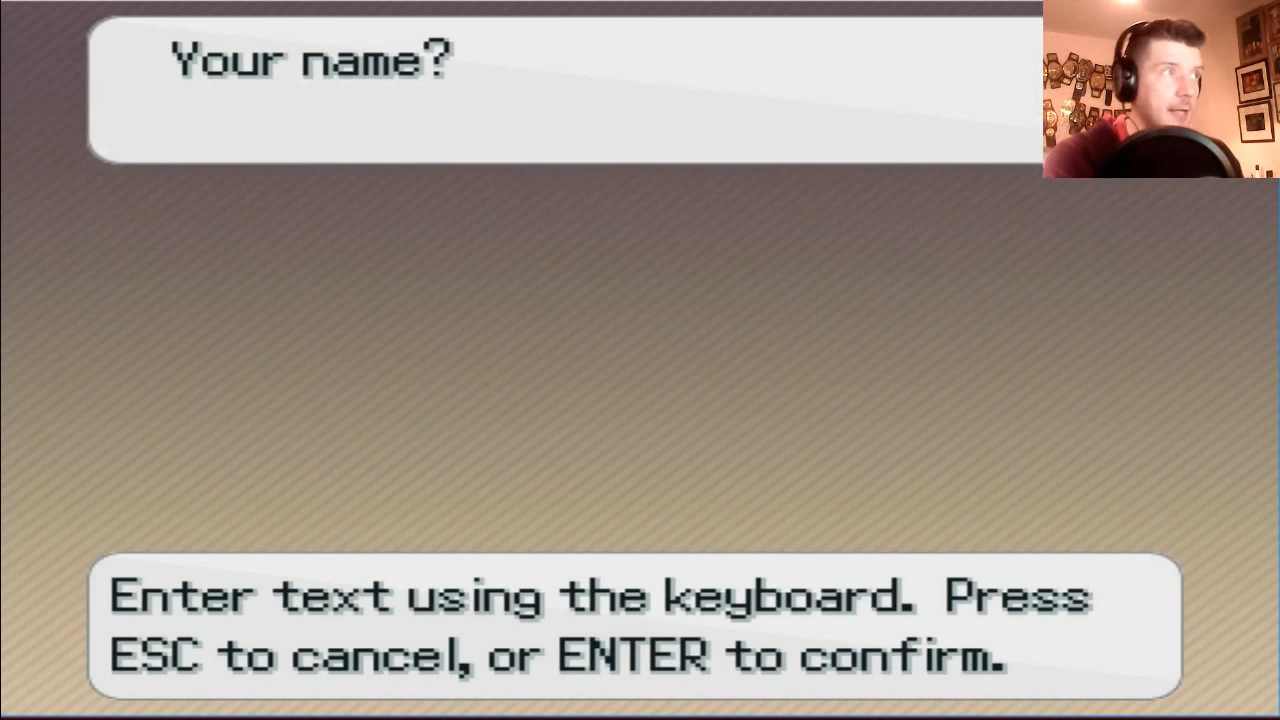 Your name?
Enter text using the keyboard.  Press
ESC to cancel, or ENTER to confirm.